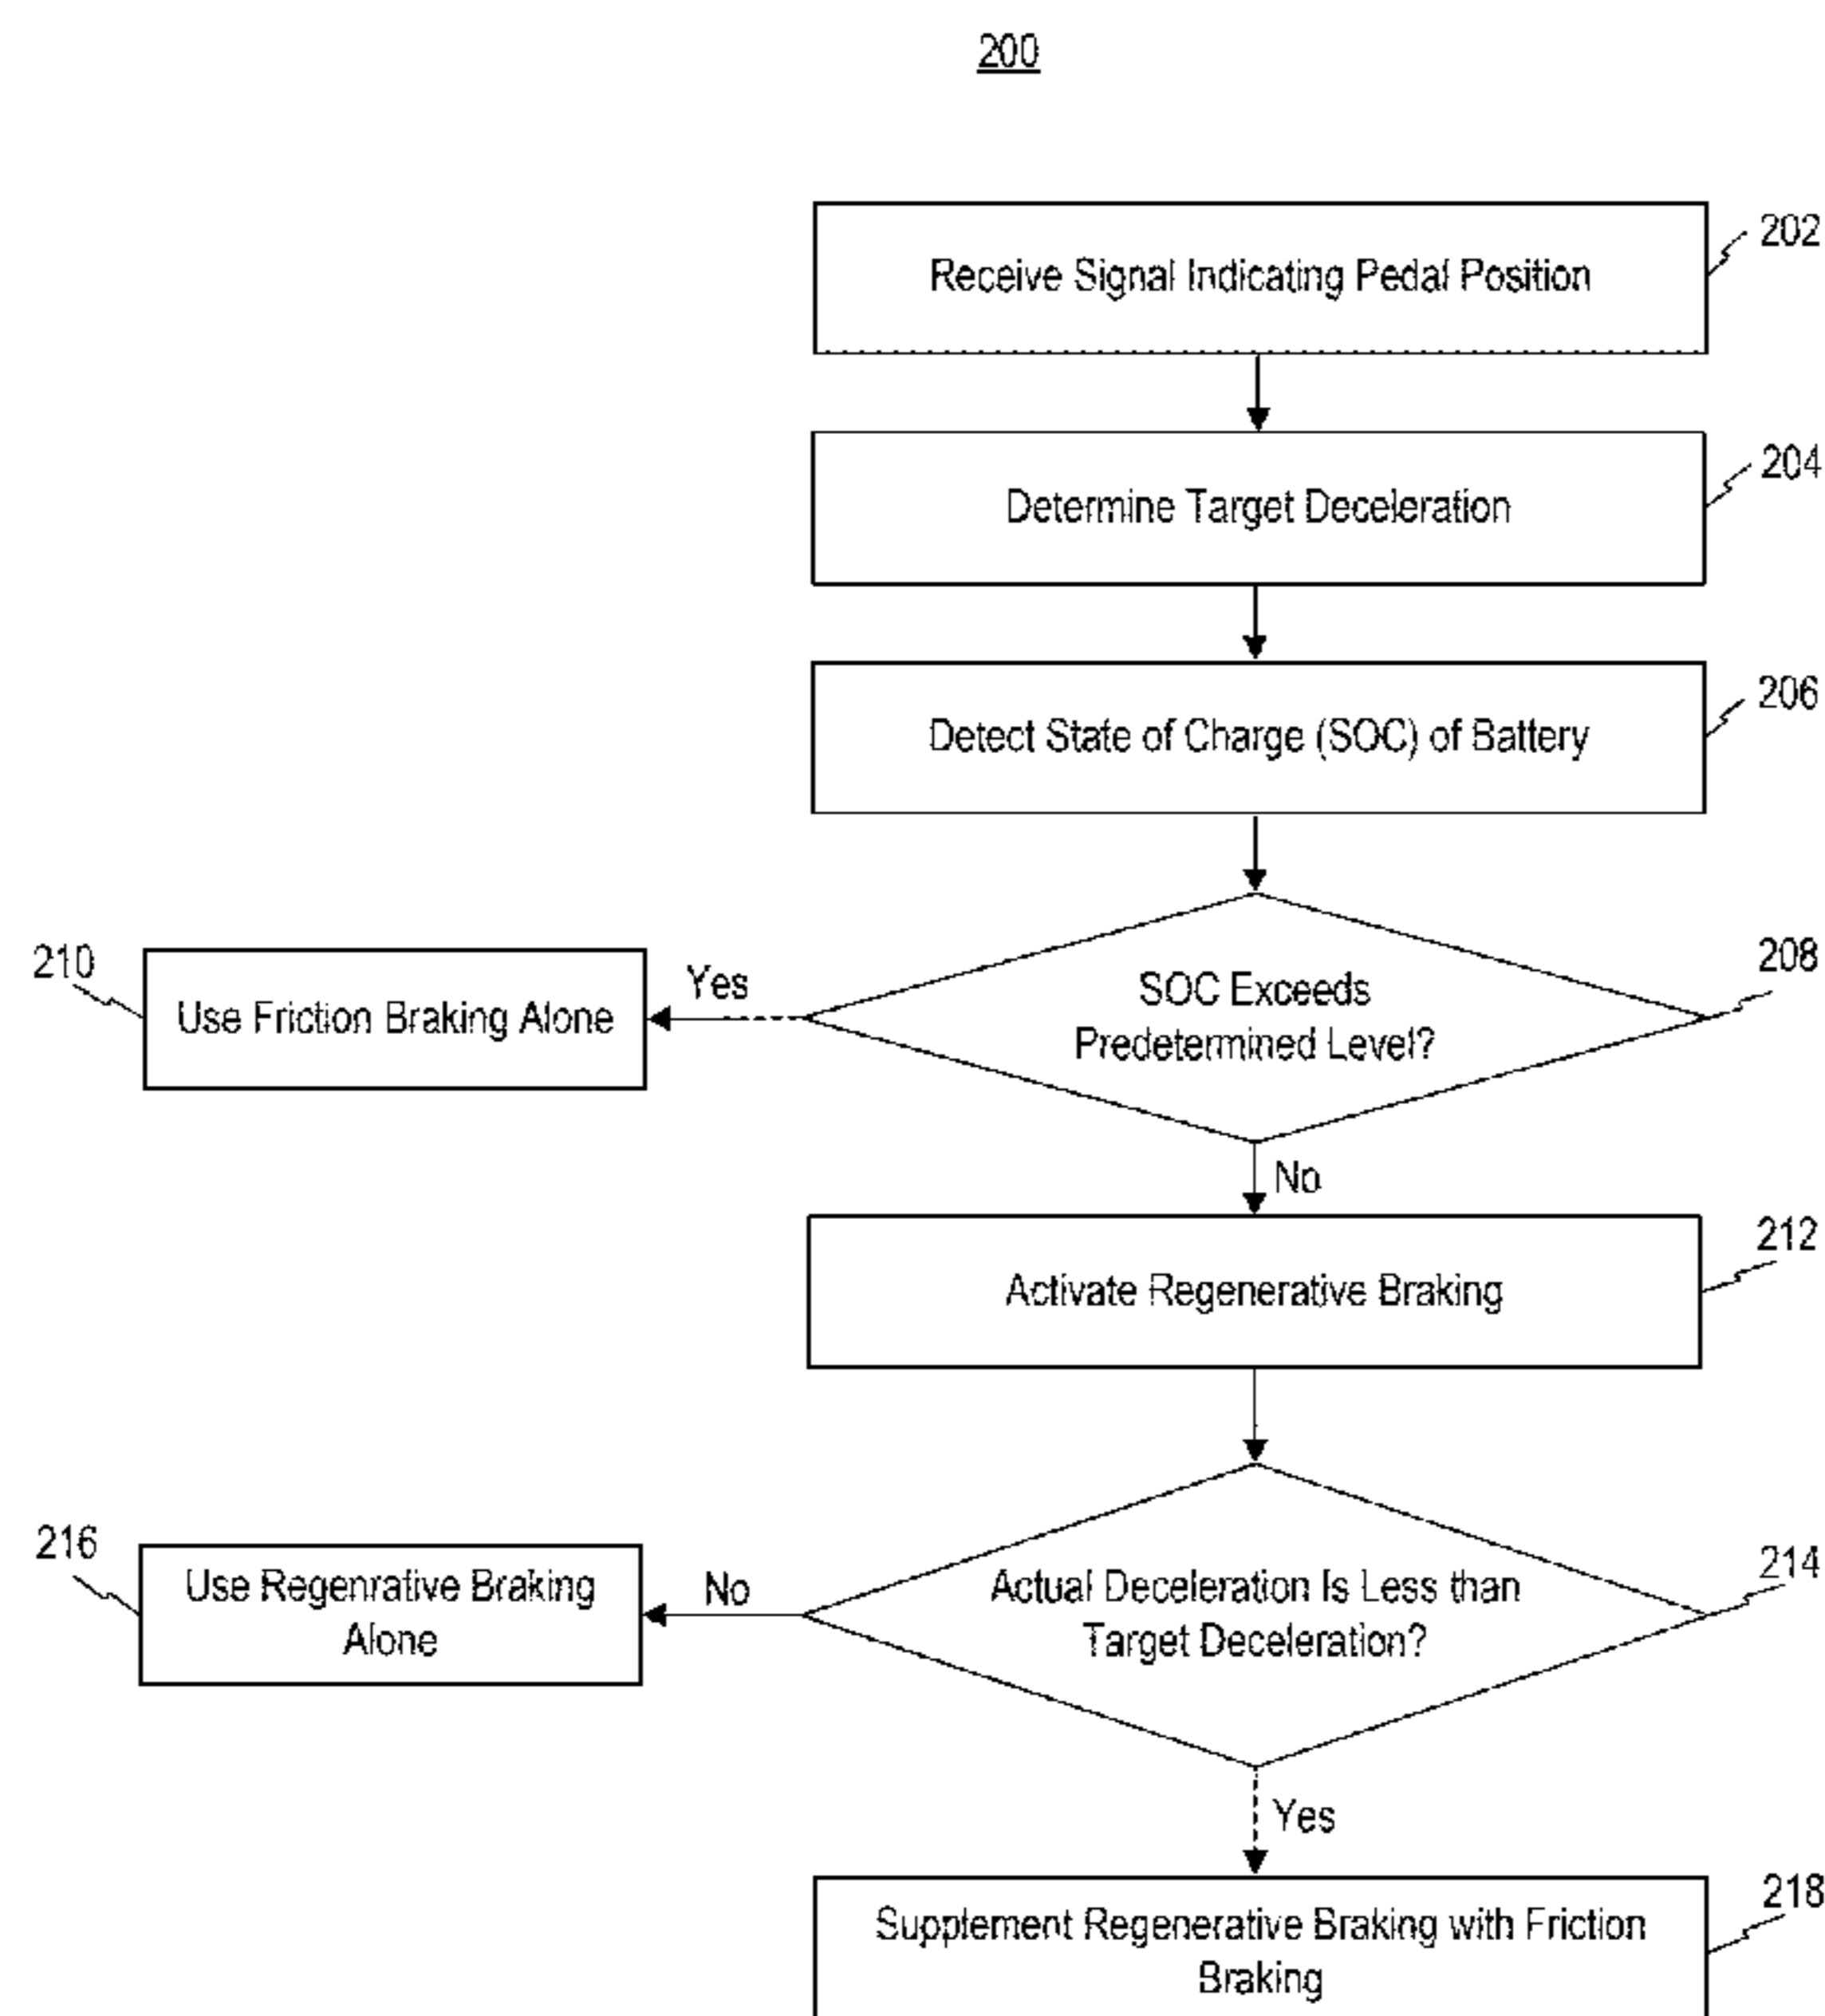 200
202
Receive Signal Indicating Pedal Position
204
Determine Target Deceleration
206
Detect State of Charge (SOC) of Battery
208
210
Yes
SOC Exceeds
Predetermined Level?
Use Friction Braking Alone
No
212
Activate Regenerative Braking
216
214
No
Actual Deceleration Is Less than
Target Deceleration?
Use Regenrative Braking
Alone
Yes
218
Supplement Regenerative Braking with Friction
Braking